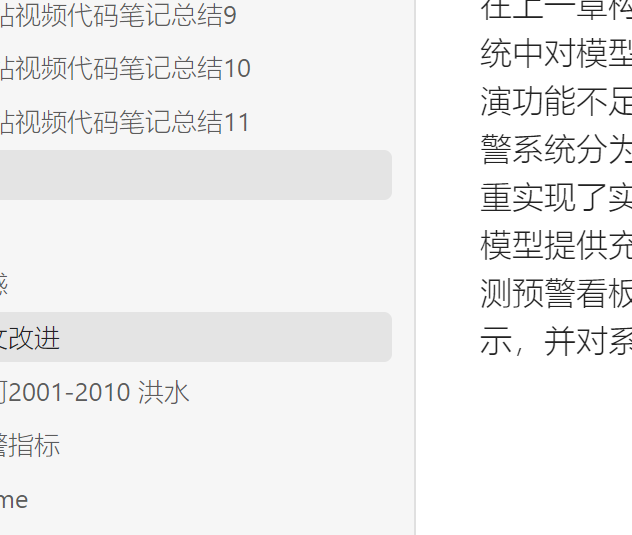 站视频代码笔记总结9
站视频代码笔记总结10
站视频代码笔记总结11
感
文改进
河2001-2010 洪水
警指标
me
在上一章构
统中对模型
演功能不足
警系统分为
重实现了实
模型提供充
测预警看板
示，并对系